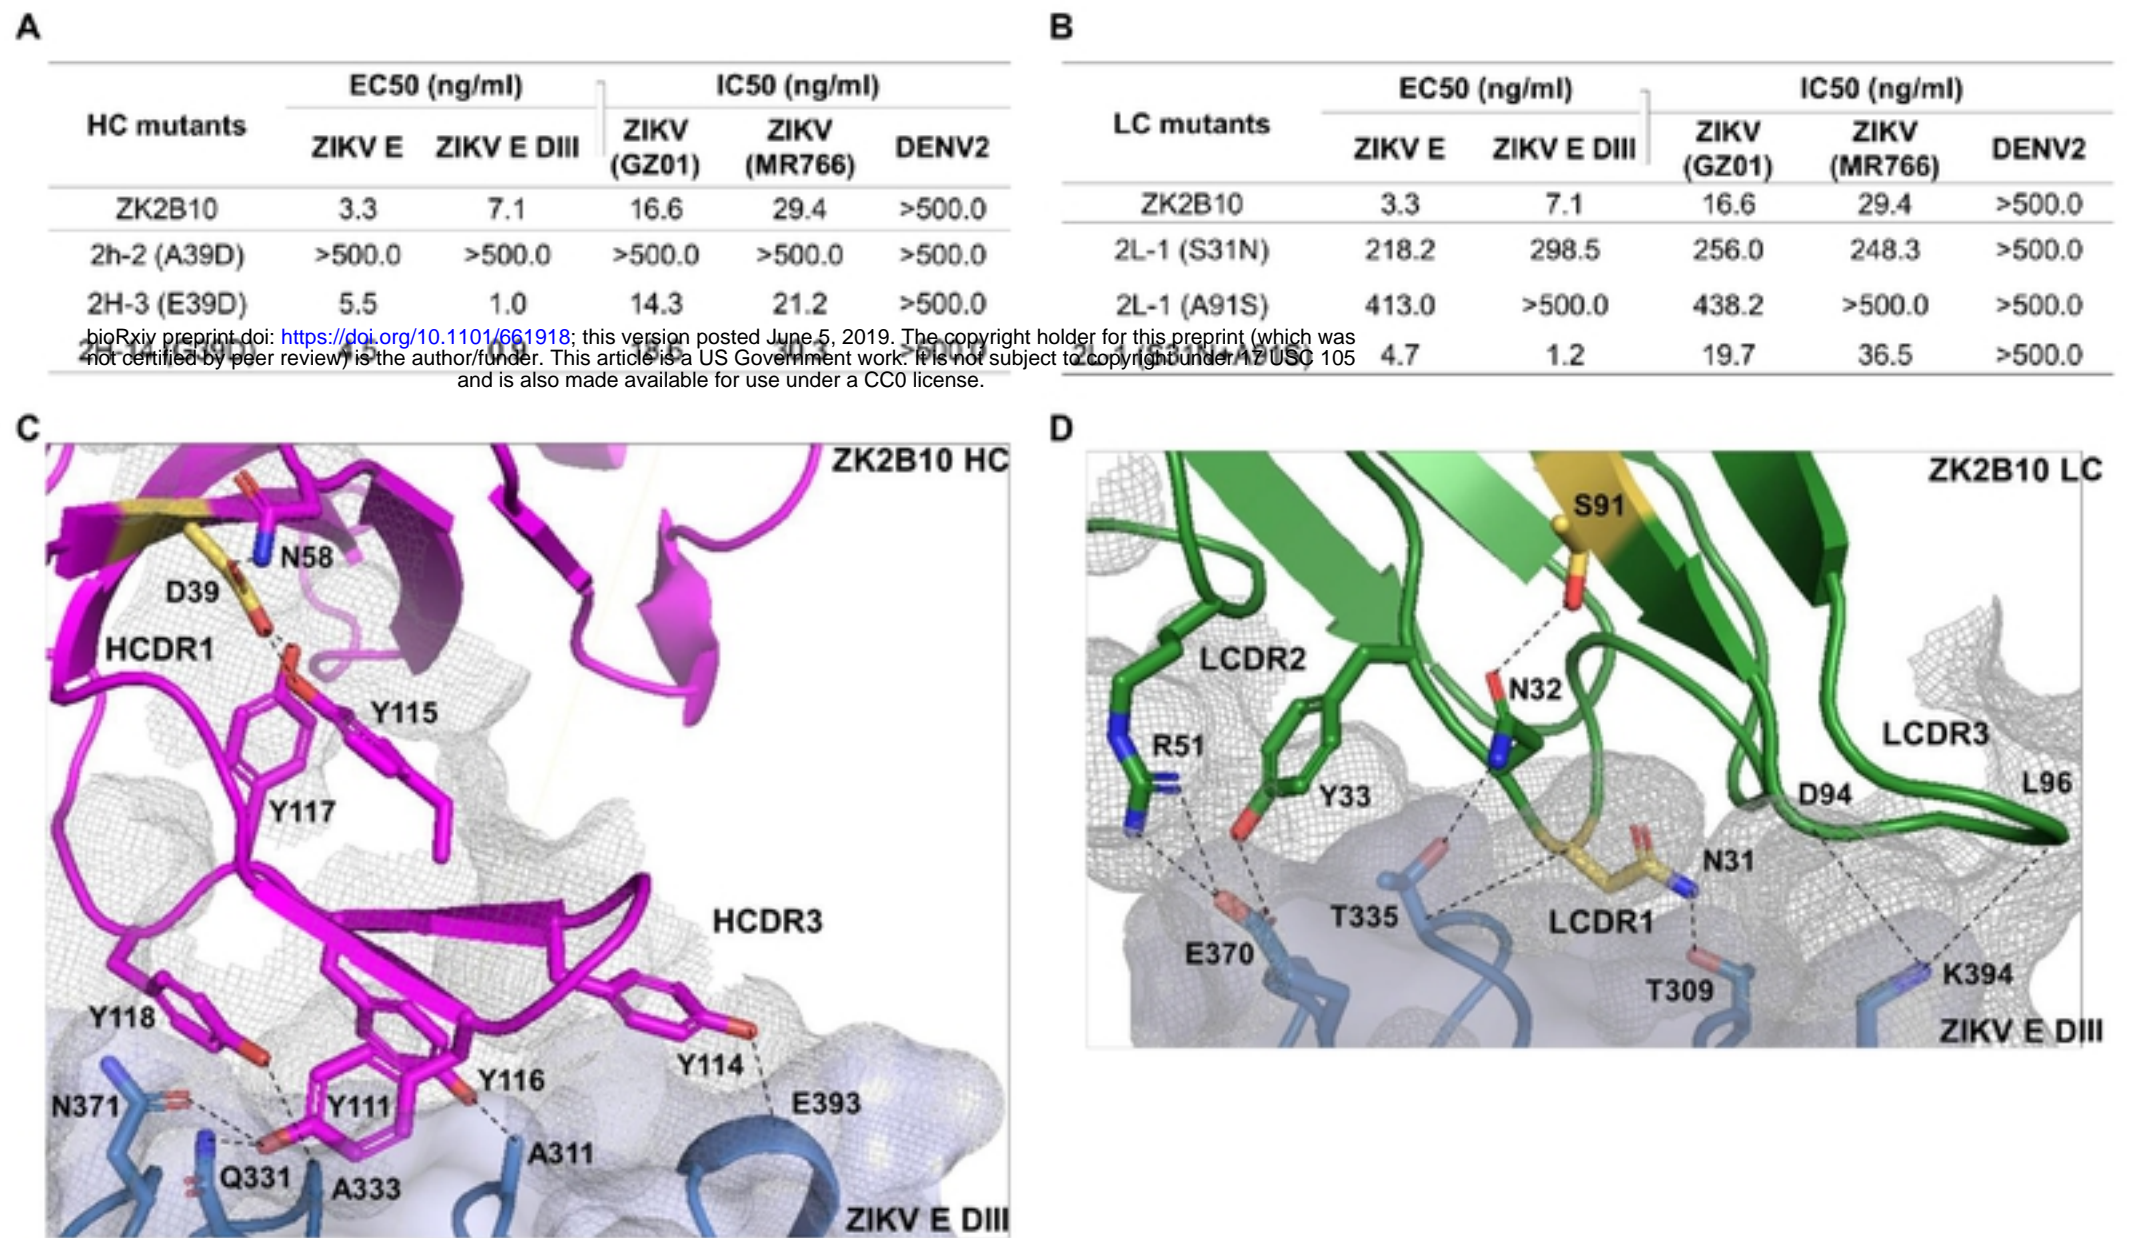 A
HC mutants EC50 (ng/ml) IC50 (ng/ml)
ZIKV E ZIKV E DIII ZIKV (GZ01) ZIKV (MR766) DENV2
ZK2B10 3.3 7.1 16.6 29.4 >500.0
2h-2 (A39D) >500.0 >500.0 >500.0 >500.0 >500.0
2H-3 (E39D) 5.5 1.0 14.3 21.2 >500.0
bioRxiv preprint doi: https://doi.org/10.1101/661918; this version posted June 5, 2019. The copyright holder for this preprint (which was
not certified by peer review) is the author/funder. This article is a US Government work. It is not subject to copyright under 17 USC 105
and is also made available for use under a CC0 license.
B
LC mutants EC50 (ng/ml) IC50 (ng/ml)
ZIKV E ZIKV E DIII ZIKV (GZ01) ZIKV (MR766) DENV2
ZK2B10 3.3 7.1 16.6 29.4 >500.0
2L-1 (S31N) 218.2 298.5 256.0 248.3 >500.0
2L-1 (A91S) 413.0 >500.0 438.2 >500.0 >500.0
4.7 1.2 19.7 36.5 >500.0
C
ZK2B10 HC
N58
D39
HCDR1
Y115
Y117
HCDR3
Y118
Y114
Y116
N371
Y111
E393
A311
Q331
A333
ZIKV E DIII
D
ZK2B10 LC
S91
LCDR2
N32
R51
LCDR3
Y33
D94
L96
N31
T335
LCDR1
E370
T309
K394
ZIKV E DIII